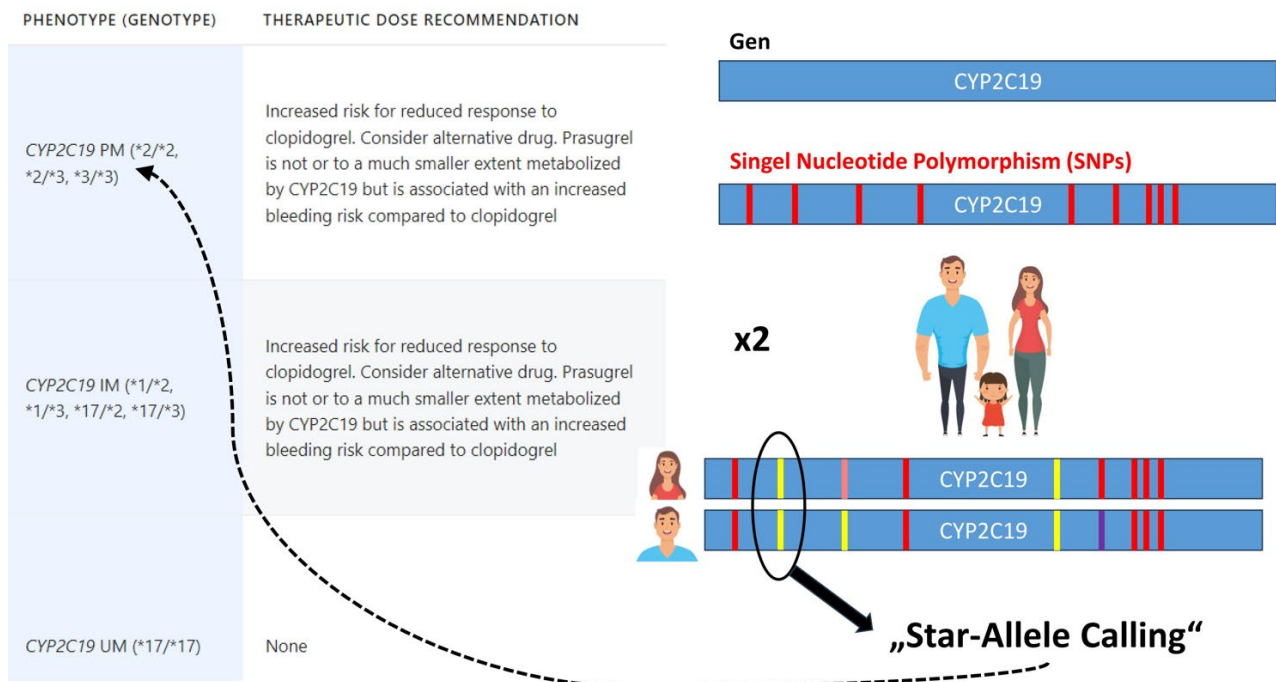 PHENOTYPE (GENOTYPE)
THERAPEUTIC DOSE RECOMMENDATION
CYP2C19 PM (*2/*2,
*2/*3, *3/*3)
Increased risk for reduced response to
clopidogrel. Consider alternative drug. Prasugrel
is not or to a much smaller extent metabolized
by CYP2C19 but is associated with an increased
bleeding risk compared to clopidogrel
CYP2C19 IM (*1/*2,
*1/*3, *17/*2, *17/*3)
Increased risk for reduced response to
clopidogrel. Consider alternative drug. Prasugrel
is not or to a much smaller extent metabolized
by CYP2C19 but is associated with an increased
bleeding risk compared to clopidogrel
CYP2C19 UM (*17/*17)
None
Gen
CYP2C19
Singel Nucleotide Polymorphism (SNPs)
CYP2C19
x2
CYP2C19
CYP2C19
„Star-Allele Calling“